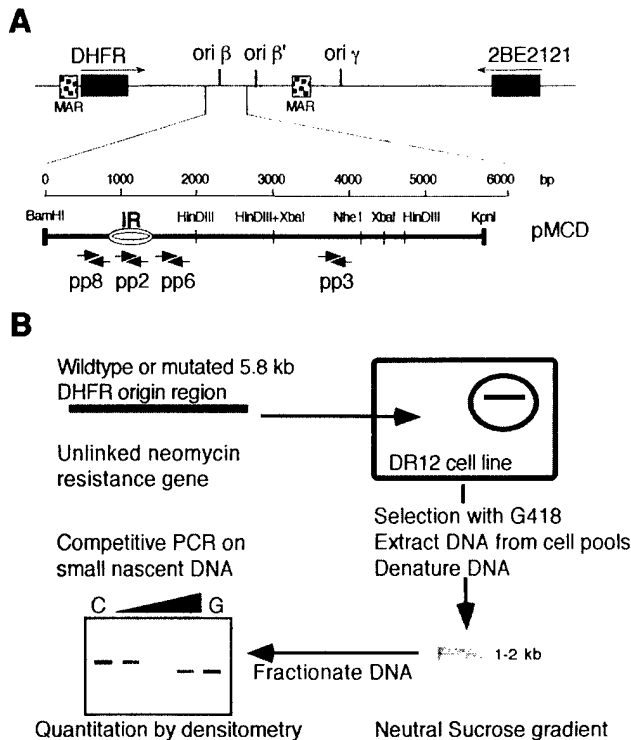 A
DHFR
ori β
ori β'
ori γ
2BE2121
MAR
MAR
0 1000 2000 3000 4000 5000 6000 bp
BamHI
IR
HinDIII
HinDIII+XbaI
Nhe1
XbaI
HinDIII
KpnI
pMCD
pp8
pp2
pp6
pp3
B
Wildtype or mutated 5.8 kb
DHFR origin region
Unlinked neomycin
resistance gene
DR12 cell line
Selection with G418
Extract DNA from cell pools
Denature DNA
Competitive PCR on
small nascent DNA
C
G
1-2 kb
Fractionate DNA
Quantitation by densitometry
Neutral Sucrose gradient